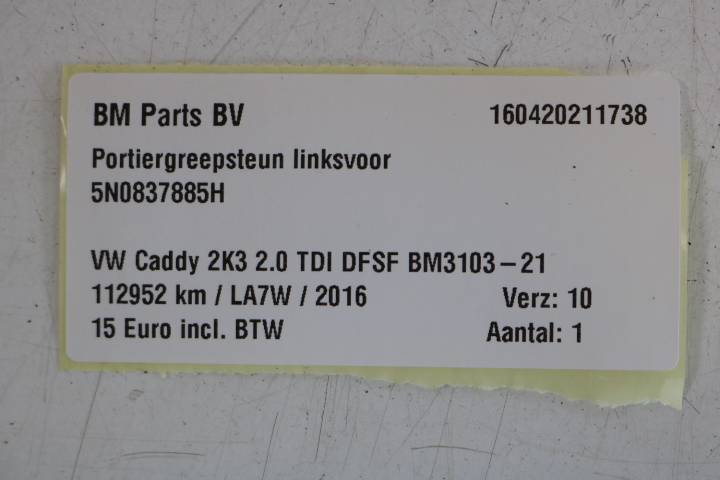 BM Parts BV 160420211738
Portiergreepsteun linksvoor
5N0837885H
VW Caddy 2K3 2.0 TDI DFSF BM3103-21
112952 km / LA7W / 2016 Verz: 10
15 Euro incl. BTW Aantal: 1